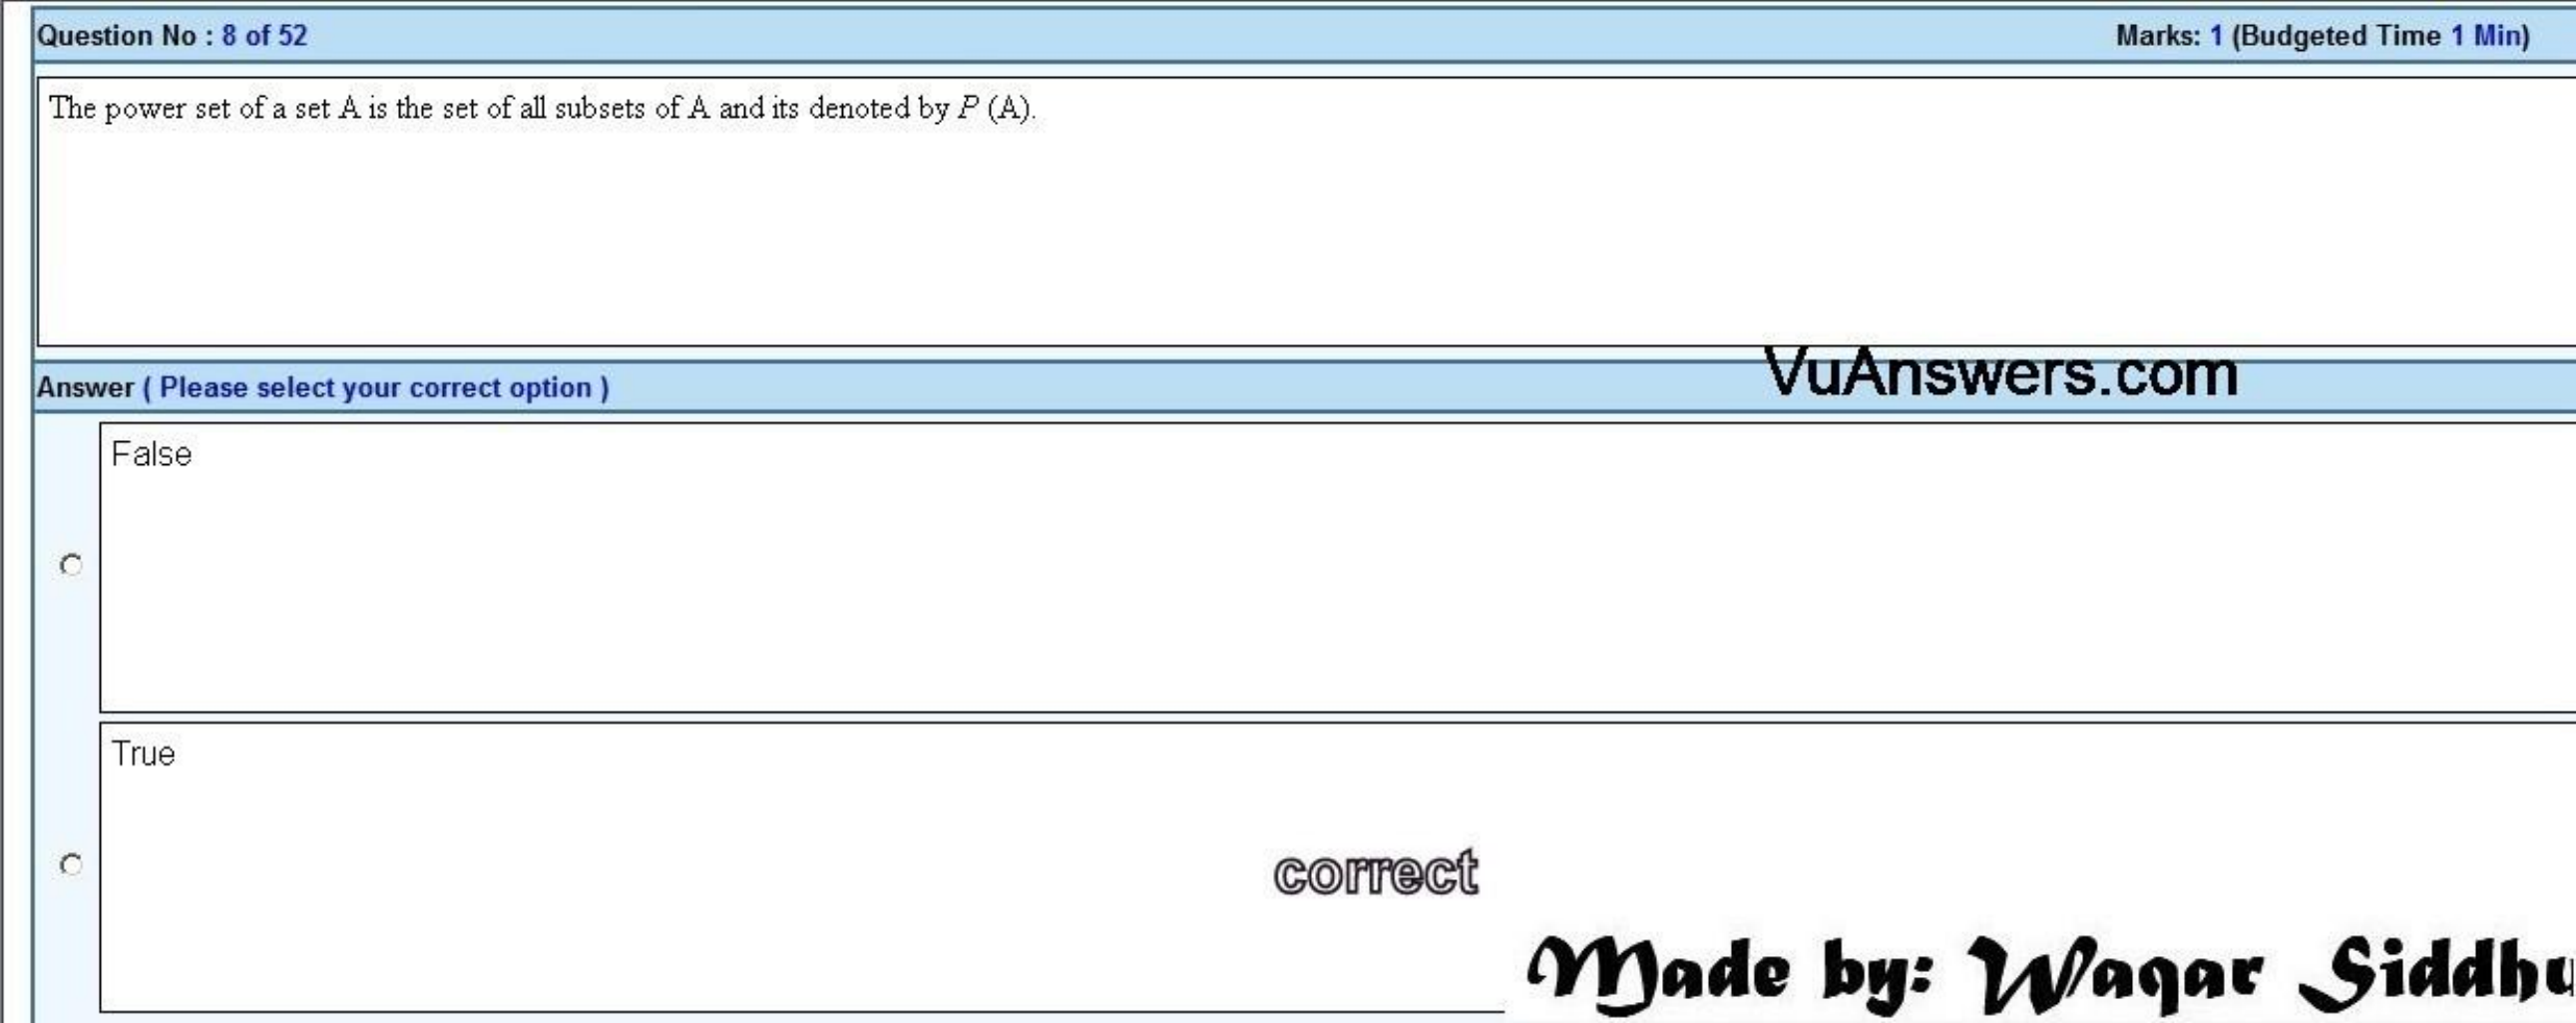 Question No : 8 of 52 Marks: 1 (Budgeted Time 1 Min)
The power set of a set A is the set of all subsets of A and its denoted by P (A).
VuAnswers.com
Answer ( Please select your correct option )
False
True
correct
Made by: Waqar Siddhu